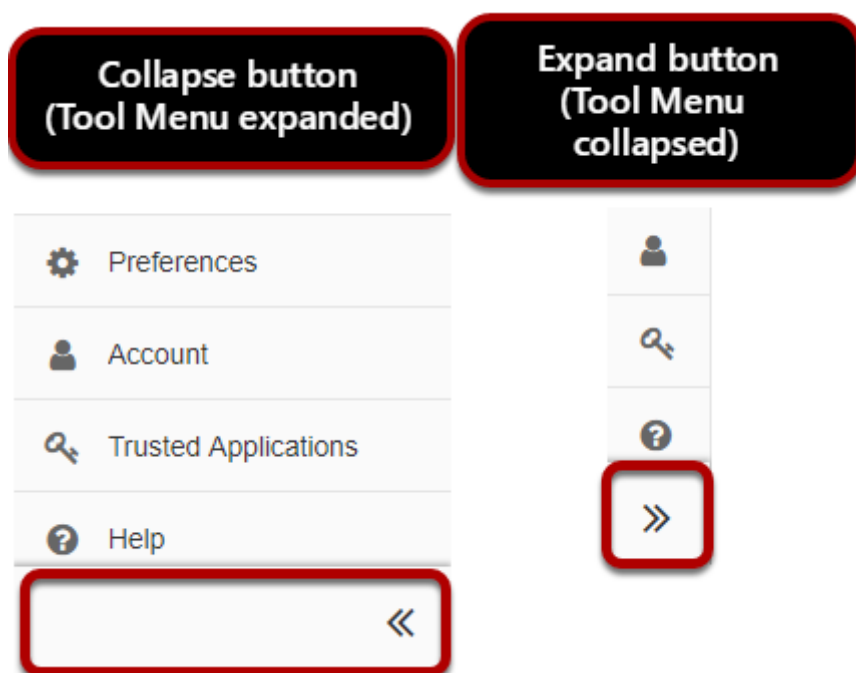 Collapse button
(Tool Menu expanded)
Expand button
(Tool Menu
collapsed)
Preferences
Account
Trusted Applications
Help